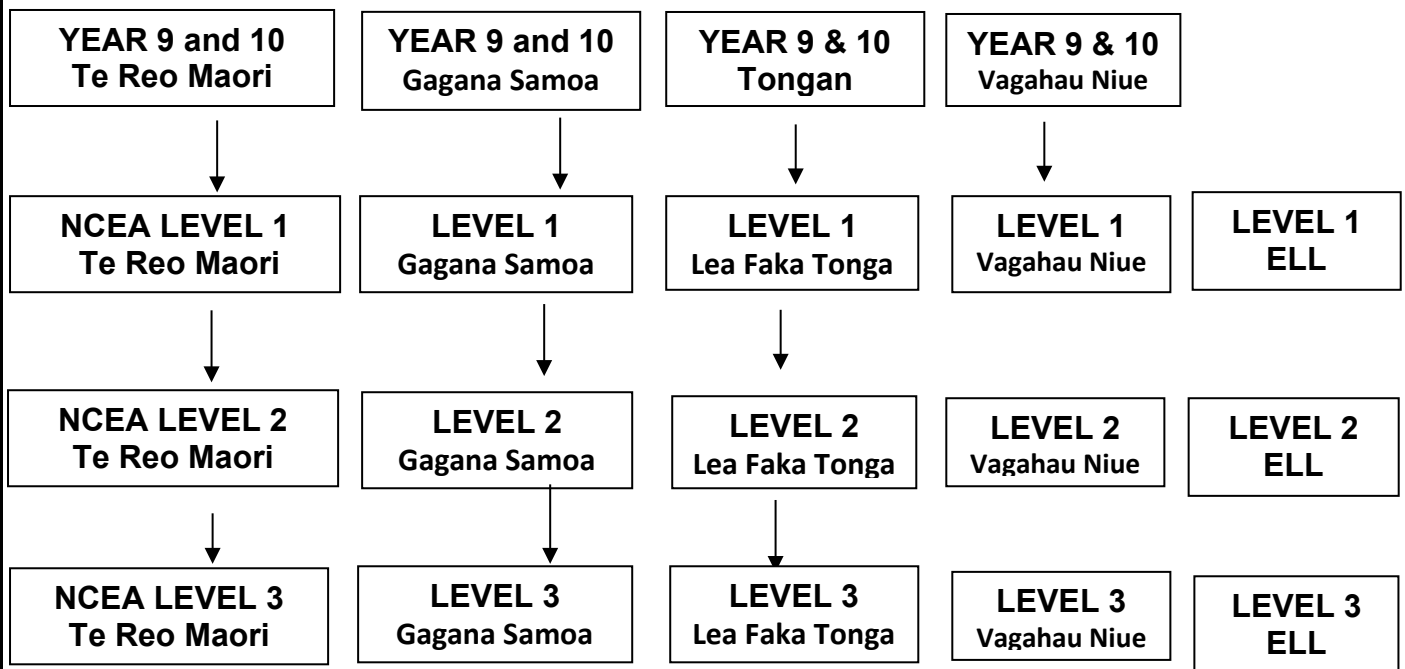 YEAR 9 and 10
Te Reo Maori
YEAR 9 and 10
Gagana Samoa
YEAR 9 & 10
Tongan
YEAR 9 & 10
Vagahau Niue
NCEA LEVEL 1
Te Reo Maori
LEVEL 1
Gagana Samoa
LEVEL 1
Lea Faka Tonga
LEVEL 1
Vagahau Niue
LEVEL 1
ELL
NCEA LEVEL 2
Te Reo Maori
LEVEL 2
Gagana Samoa
LEVEL 2
Lea Faka Tonga
LEVEL 2
Vagahau Niue
LEVEL 2
ELL
NCEA LEVEL 3
Te Reo Maori
LEVEL 3
Gagana Samoa
LEVEL 3
Lea Faka Tonga
LEVEL 3
Vagahau Niue
LEVEL 3
ELL